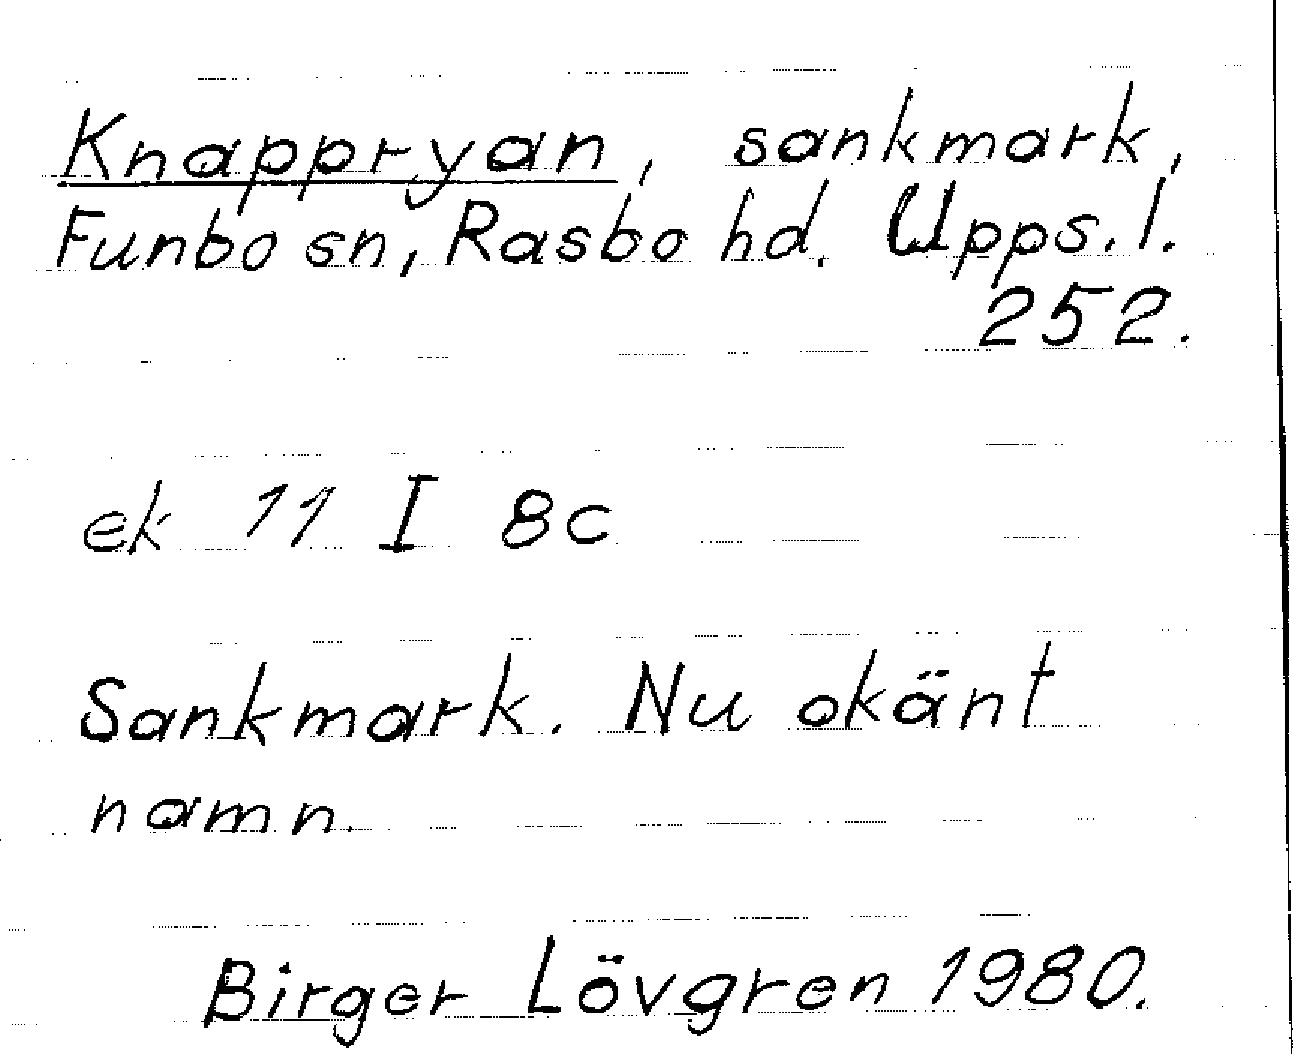 Knappryan, sankmark,
Funbo sn, Rasbo hd. Upps. l.
252.
ek 11 I 8c
Sankmark. Nu okänt
namn.
Birger Lövgren 1980.